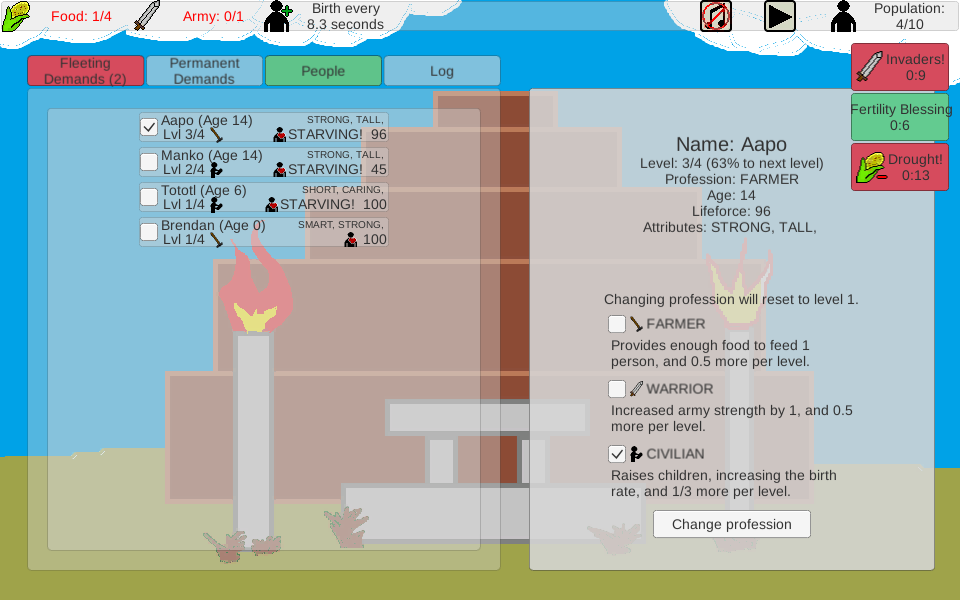 Food: 1/4
Army: 0/1
Birth every
8.3 seconds
Population:
4/10
Invaders!
0:9
Fertility Blessing
0:6
Drought!
0:13
Fleeting
Demands (2)
Permanent
Demands
People
Log
Aapo (Age 14)
STRONG, TALL,
Lvl 3/4
STARVING! 96
Manko (Age 14)
STRONG, TALL,
Lvl 2/4
STARVING! 45
Tototl (Age 6)
SHORT, CARING,
Lvl 1/4
STARVING! 100
Brendan (Age 0)
SMART, STRONG,
Lvl 1/4
100
Name: Aapo
Level: 3/4 (63% to next level)
Profession: FARMER
Age: 14
Lifeforce: 96
Attributes: STRONG, TALL,
Changing profession will reset to level 1.
FARMER
Provides enough food to feed 1
person, and 0.5 more per level.
WARRIOR
Increased army strength by 1, and 0.5
more per level.
CIVILIAN
Raises children, increasing the birth
rate, and 1/3 more per level.
Change profession